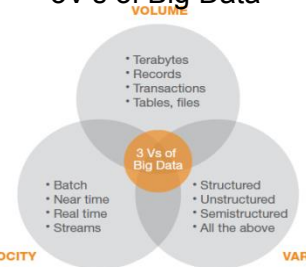 3Vs of Big Data
VOLUME
• Terabytes
• Records
• Transactions
• Tables, files
3 Vs of
Big Data
• Batch
• Near time
• Real time
• Streams
• Structured
• Unstructured
• Semistructured
• All the above
OCITY
VAR